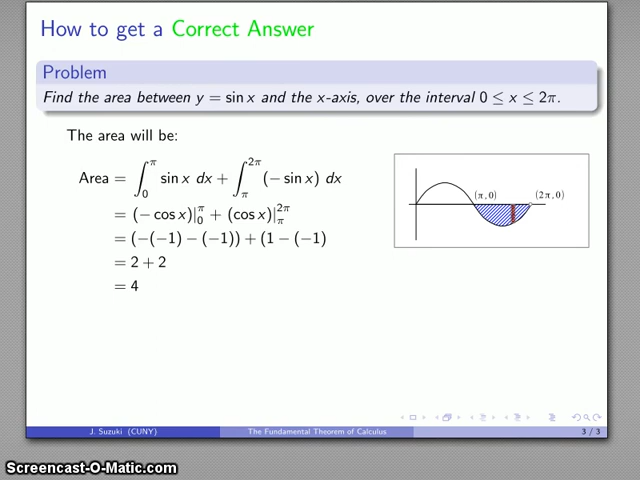 How to get a Correct Answer
Problem
Find the area between y = sin x and the x-axis, over the interval 0 ≤ x ≤ 2π.
The area will be:
Area = ∫₀^π sin x dx + ∫_π^2π (− sin x) dx
= (− cos x)|₀^π + (cos x)|_π^2π
= (−(−1) − (−1)) + (1 − (−1)
= 2 + 2
= 4
(π, 0)
(2π, 0)
J. Suzuki (CUNY)
The Fundamental Theorem of Calculus
3 / 3
Screencast-O-Matic.com